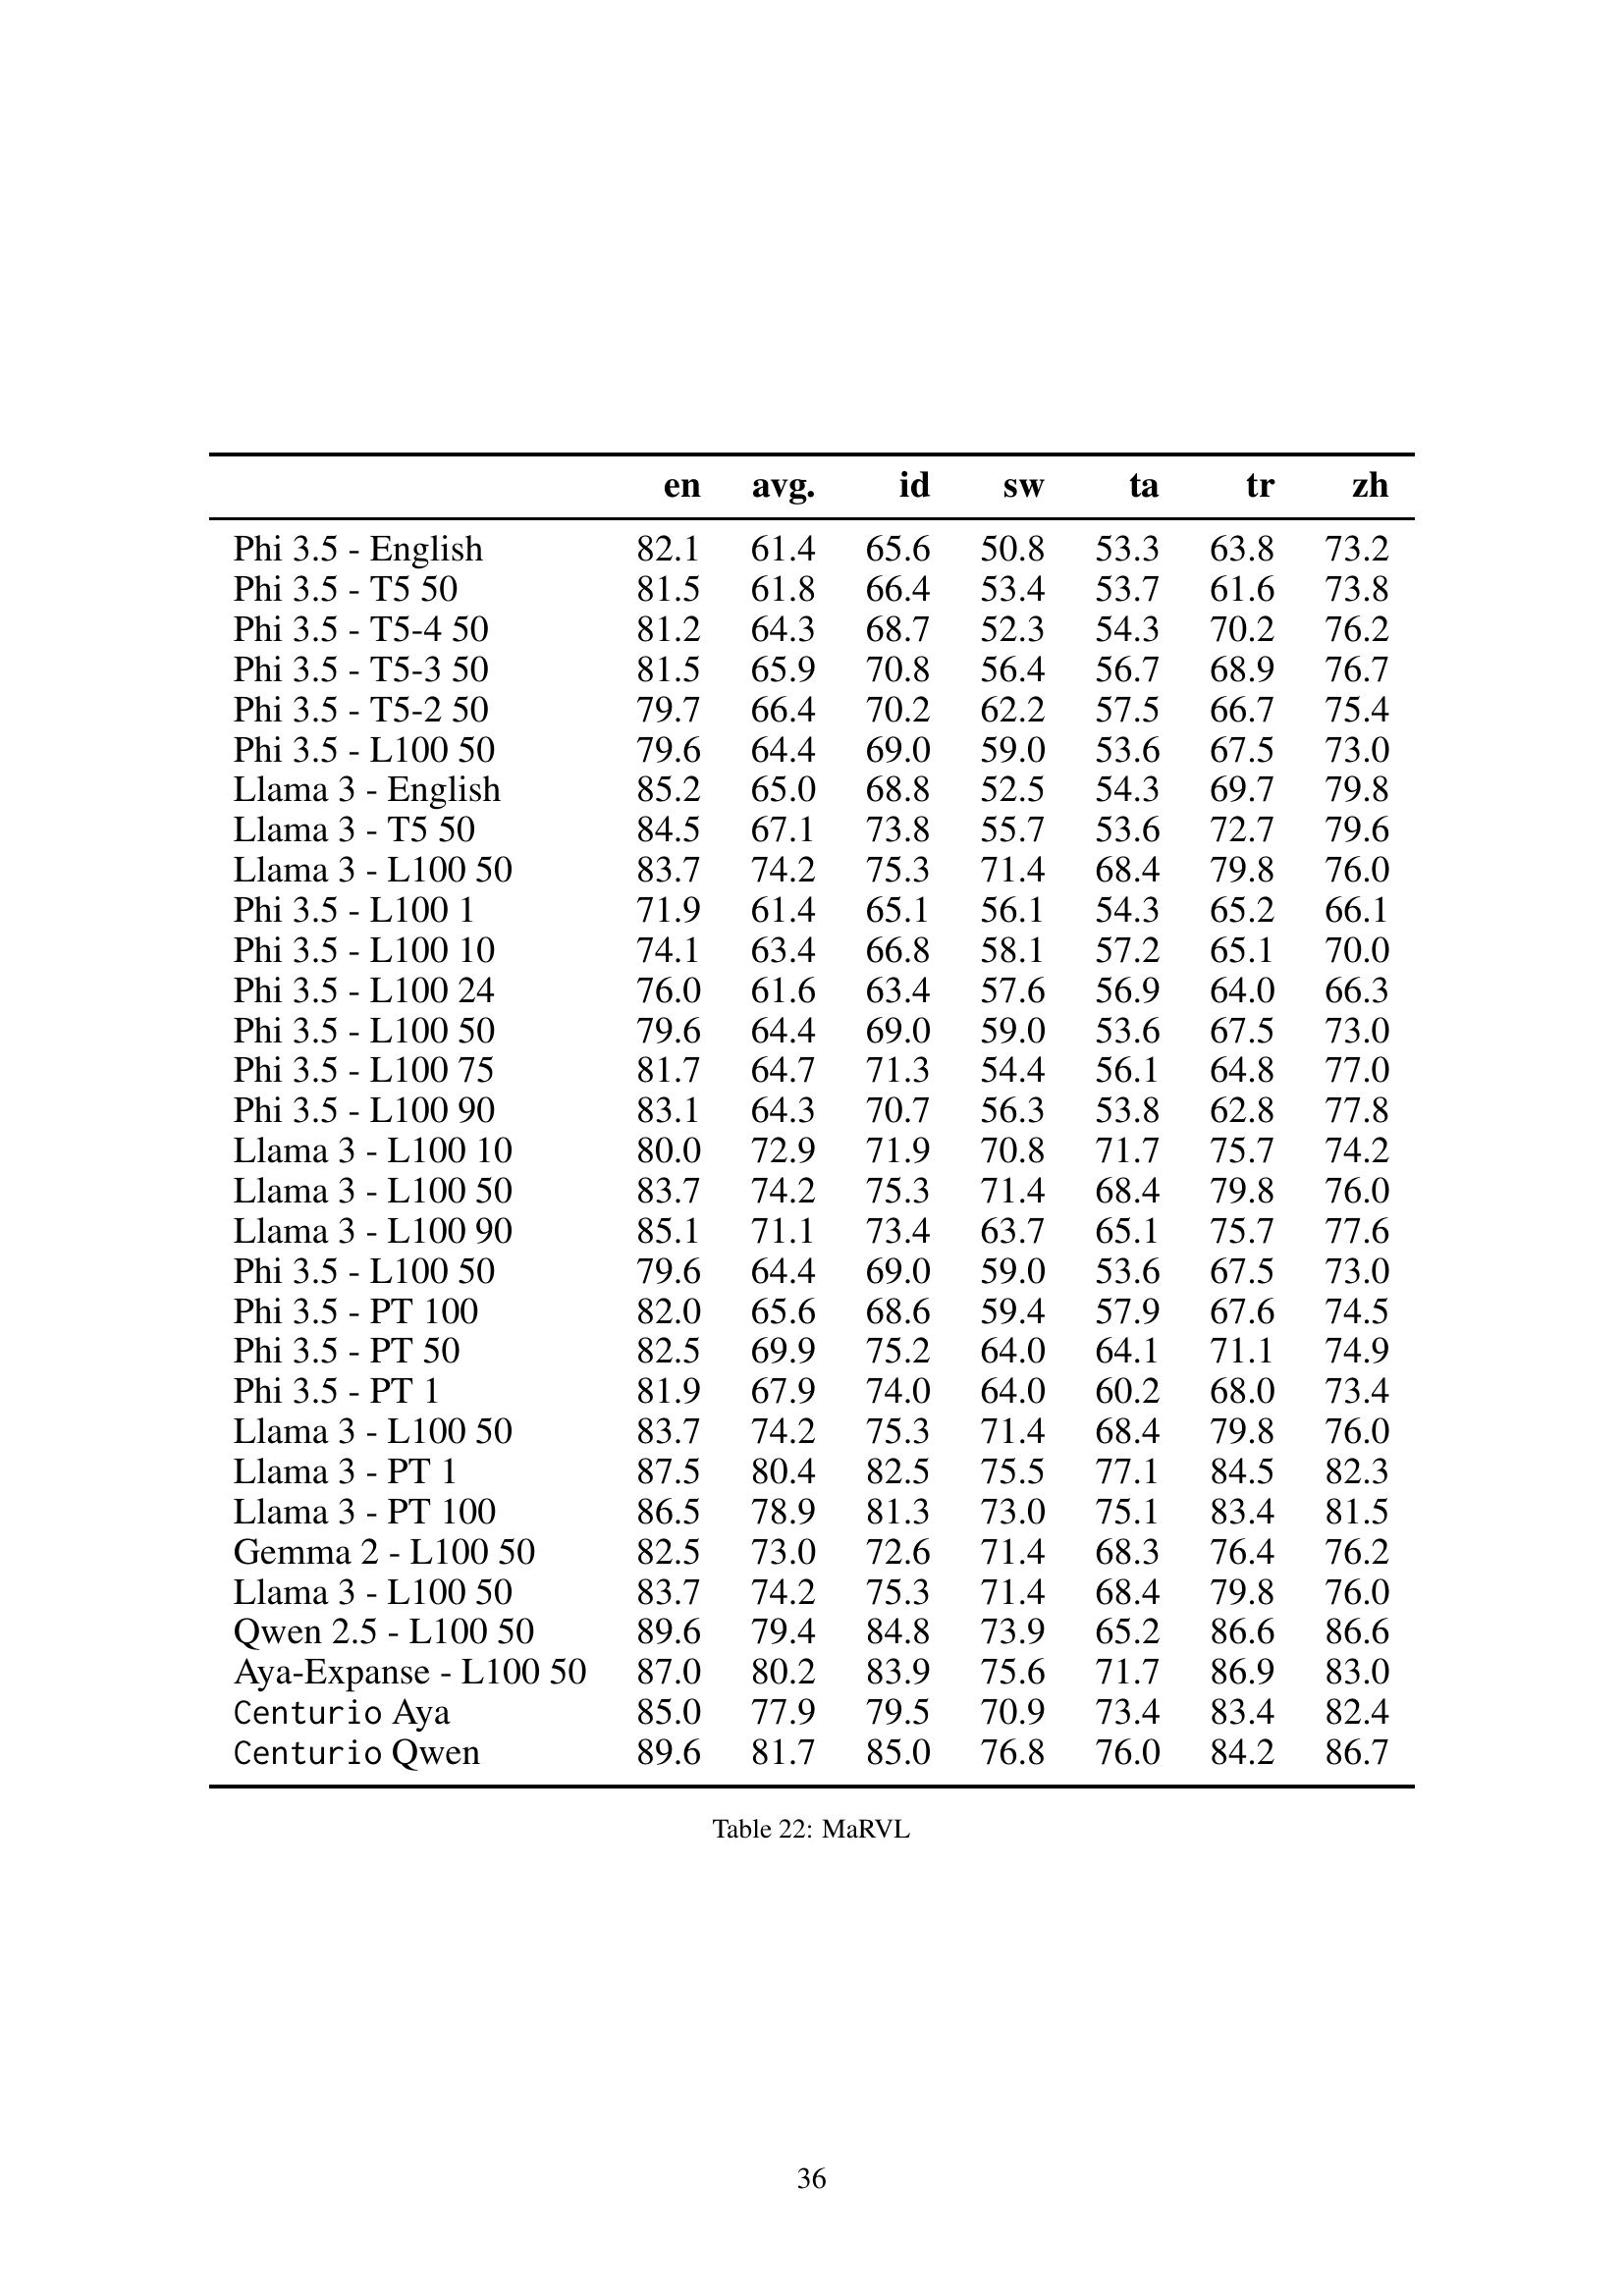 en avg. id sw ta tr zh
Phi 3.5 - English 82.1 61.4 65.6 50.8 53.3 63.8 73.2
Phi 3.5 - T5 50 81.5 61.8 66.4 53.4 53.7 61.6 73.8
Phi 3.5 - T5-4 50 81.2 64.3 68.7 52.3 54.3 70.2 76.2
Phi 3.5 - T5-3 50 81.5 65.9 70.8 56.4 56.7 68.9 76.7
Phi 3.5 - T5-2 50 79.7 66.4 70.2 62.2 57.5 66.7 75.4
Phi 3.5 - L100 50 79.6 64.4 69.0 59.0 53.6 67.5 73.0
Llama 3 - English 85.2 65.0 68.8 52.5 54.3 69.7 79.8
Llama 3 - T5 50 84.5 67.1 73.8 55.7 53.6 72.7 79.6
Llama 3 - L100 50 83.7 74.2 75.3 71.4 68.4 79.8 76.0
Phi 3.5 - L100 1 71.9 61.4 65.1 56.1 54.3 65.2 66.1
Phi 3.5 - L100 10 74.1 63.4 66.8 58.1 57.2 65.1 70.0
Phi 3.5 - L100 24 76.0 61.6 63.4 57.6 56.9 64.0 66.3
Phi 3.5 - L100 50 79.6 64.4 69.0 59.0 53.6 67.5 73.0
Phi 3.5 - L100 75 81.7 64.7 71.3 54.4 56.1 64.8 77.0
Phi 3.5 - L100 90 83.1 64.3 70.7 56.3 53.8 62.8 77.8
Llama 3 - L100 10 80.0 72.9 71.9 70.8 71.7 75.7 74.2
Llama 3 - L100 50 83.7 74.2 75.3 71.4 68.4 79.8 76.0
Llama 3 - L100 90 85.1 71.1 73.4 63.7 65.1 75.7 77.6
Phi 3.5 - L100 50 79.6 64.4 69.0 59.0 53.6 67.5 73.0
Phi 3.5 - PT 100 82.0 65.6 68.6 59.4 57.9 67.6 74.5
Phi 3.5 - PT 50 82.5 69.9 75.2 64.0 64.1 71.1 74.9
Phi 3.5 - PT 1 81.9 67.9 74.0 64.0 60.2 68.0 73.4
Llama 3 - L100 50 83.7 74.2 75.3 71.4 68.4 79.8 76.0
Llama 3 - PT 1 87.5 80.4 82.5 75.5 77.1 84.5 82.3
Llama 3 - PT 100 86.5 78.9 81.3 73.0 75.1 83.4 81.5
Gemma 2 - L100 50 82.5 73.0 72.6 71.4 68.3 76.4 76.2
Llama 3 - L100 50 83.7 74.2 75.3 71.4 68.4 79.8 76.0
Qwen 2.5 - L100 50 89.6 79.4 84.8 73.9 65.2 86.6 86.6
Aya-Expanse - L100 50 87.0 80.2 83.9 75.6 71.7 86.9 83.0
Centurio Aya 85.0 77.9 79.5 70.9 73.4 83.4 82.4
Centurio Qwen 89.6 81.7 85.0 76.8 76.0 84.2 86.7
Table 22: MaRVL
36